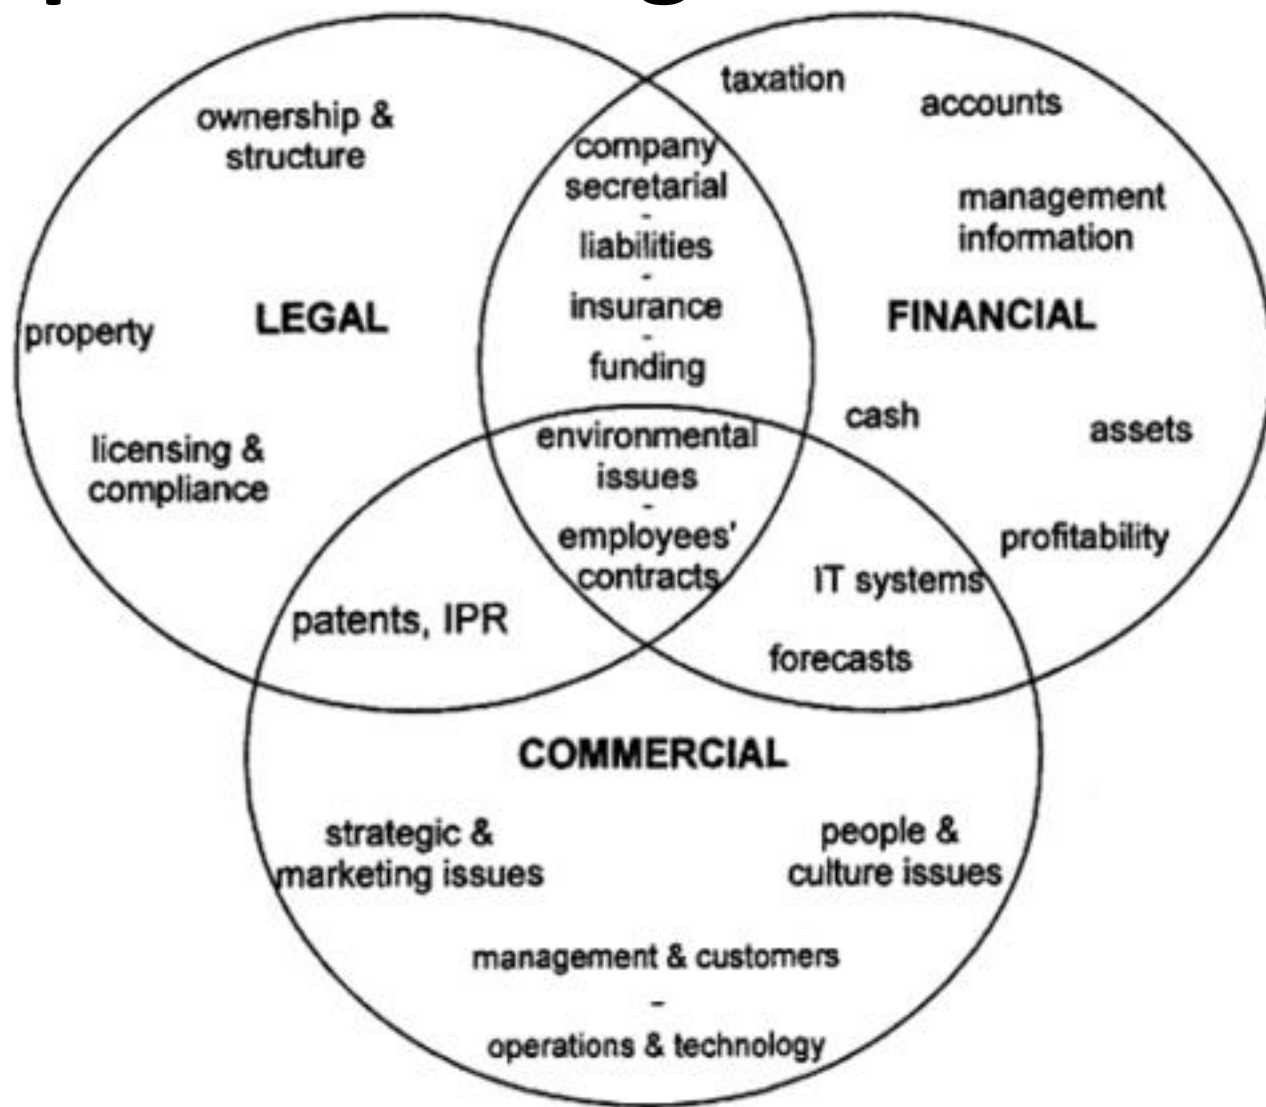 taxation
accounts
ownership &
structure
company
secretarial
-
liabilities
-
insurance
-
funding
management
information
property
LEGAL
FINANCIAL
licensing &
compliance
environmental
issues
-
employees'
contracts
cash
assets
profitability
IT systems
patents, IPR
forecasts
COMMERCIAL
strategic &
marketing issues
people &
culture issues
management & customers
-
operations & technology